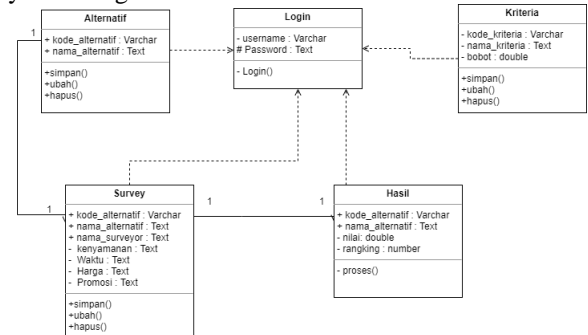 Alternatif
+ kode_alternatif : Varchar
+ nama_alternatif : Text
+simpan()
+ubah()
+hapus()
Login
- username : Varchar
# Password : Text
- Login()
Kriteria
- kode_kriteria : Varchar
- nama_kriteria : Text
- bobot : double
+simpan()
+ubah()
+hapus()
1
1
Survey
+ kode_alternatif : Varchar
+ nama_alternatif : Text
+ nama_surveyor : Text
- kenyamanan : Text
- Waktu : Text
- Harga : Text
- Promosi : Text
+simpan()
+ubah()
+hapus()
1
1
Hasil
+ kode_alternatif : Varchar
+ nama_alternatif : Text
- nilai: double
- rangking : number
- proses()